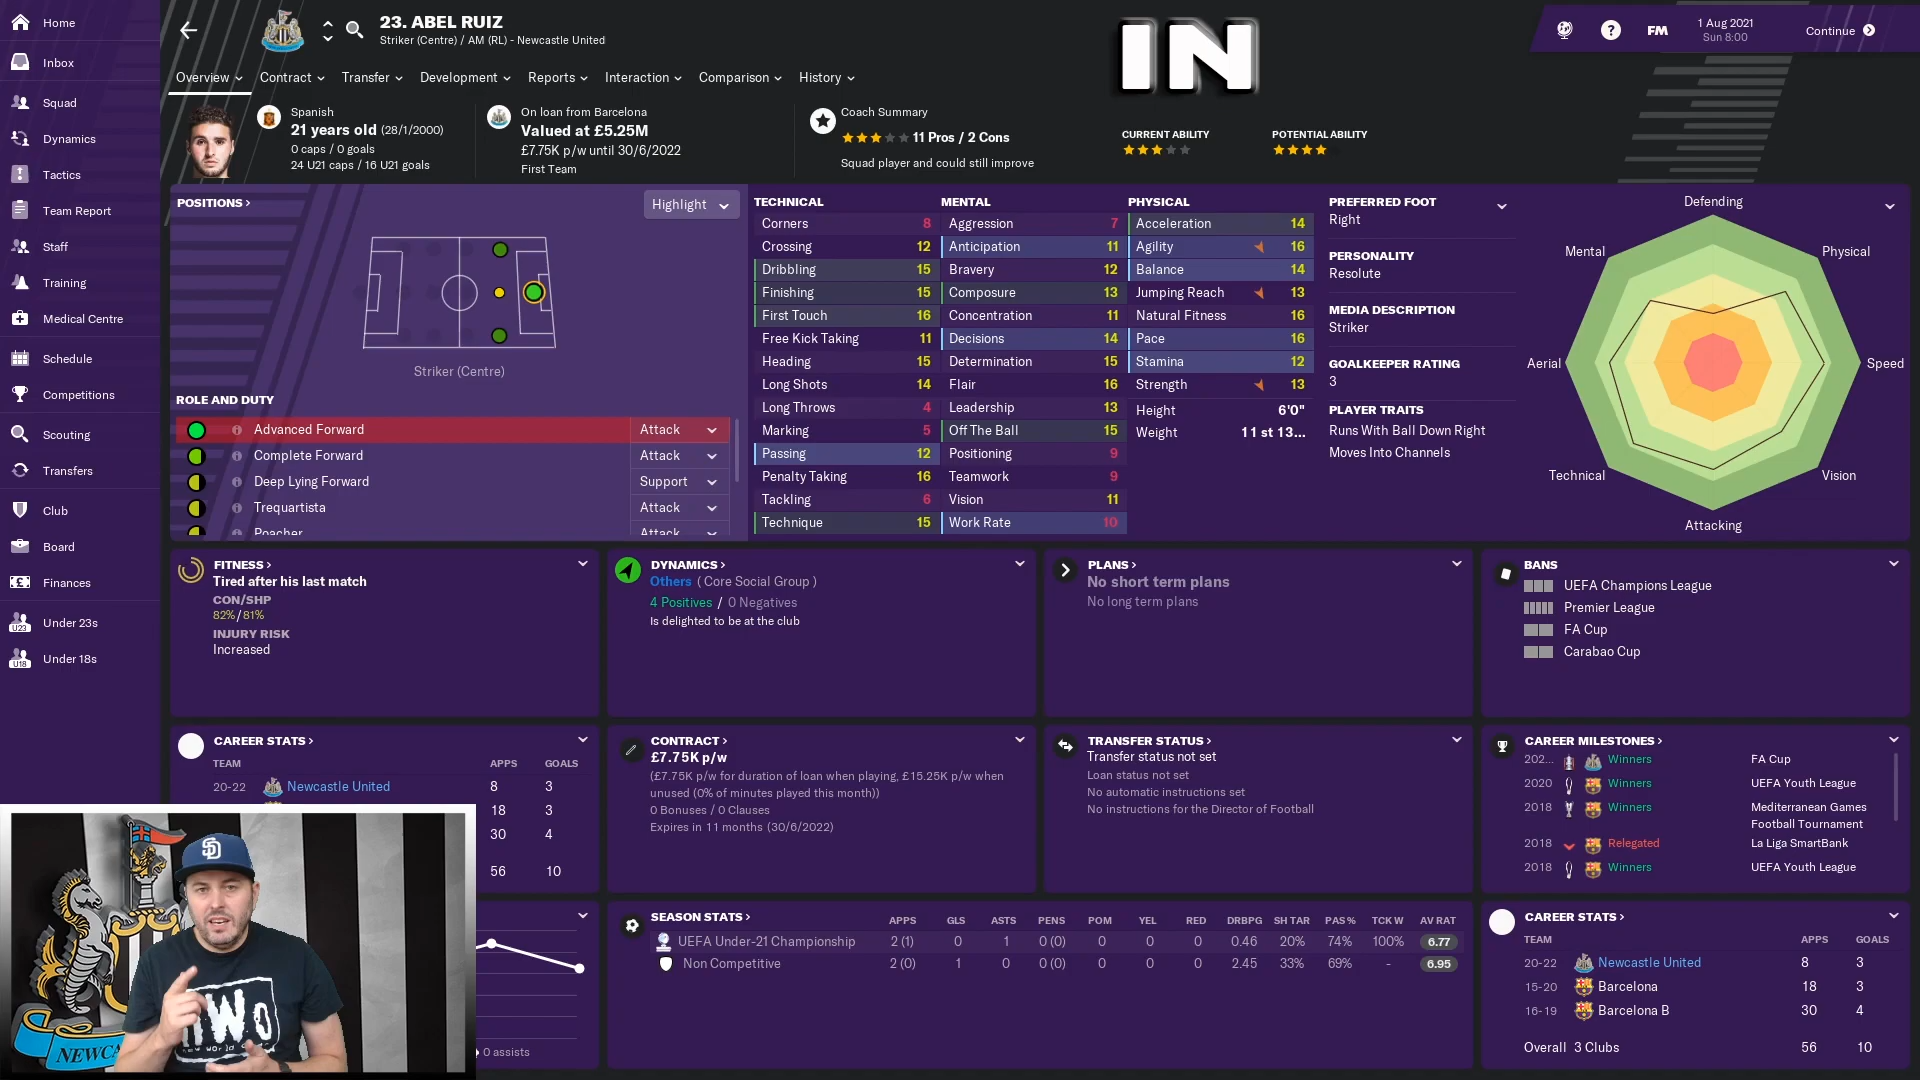 Home
Inbox
Squad
Dynamics
Tactics
Team Report
Staff
Training
Medical Centre
Schedule
Competitions
Scouting
Transfers
Club
Board
Finances
U23 Under 23s
U18 Under 18s
23. ABEL RUIZ
Striker (Centre) / AM (RL) - Newcastle United
IN
? FM 1 Aug 2021
Sun 8:00
Continue
Overview Contract Transfer Development Reports Interaction Comparison History
Spanish
21 years old (28/1/2000)
0 caps / 0 goals
24 U21 caps / 16 U21 goals
On loan from Barcelona
Valued at £5.25M
£7.75K p/w until 30/6/2022
First Team
Coach Summary
11 Pros / 2 Cons
Squad player and could still improve
CURRENT ABILITY
POTENTIAL ABILITY
POSITIONS >
Highlight
Striker (Centre)
ROLE AND DUTY
Advanced Forward Attack
Complete Forward Attack
Deep Lying Forward Support
Trequartista Attack
Poacher Attack
TECHNICAL
Corners 8
Crossing 12
Dribbling 15
Finishing 15
First Touch 16
Free Kick Taking 11
Heading 15
Long Shots 14
Long Throws 4
Marking 5
Passing 12
Penalty Taking 16
Tackling 6
Technique 15
MENTAL
Aggression 7
Anticipation 11
Bravery 12
Composure 13
Concentration 11
Decisions 14
Determination 15
Flair 16
Leadership 13
Off The Ball 15
Positioning 9
Teamwork 9
Vision 11
Work Rate 10
PHYSICAL
Acceleration 14
Agility 16
Balance 14
Jumping Reach 13
Natural Fitness 16
Pace 16
Stamina 12
Strength 13
Height 6'0"
Weight 11 st 13...
PREFERRED FOOT
Right
PERSONALITY
Resolute
MEDIA DESCRIPTION
Striker
GOALKEEPER RATING
3
PLAYER TRAITS
Runs With Ball Down Right
Moves Into Channels
Defending
Physical
Speed
Vision
Attacking
Technical
Aerial
Mental
FITNESS >
Tired after his last match
CON/SHP
82%/81%
INJURY RISK
Increased
DYNAMICS >
Others ( Core Social Group )
4 Positives / 0 Negatives
Is delighted to be at the club
PLANS >
No short term plans
No long term plans
BANS
UEFA Champions League
Premier League
FA Cup
Carabao Cup
CAREER STATS >
TEAM APPS GOALS
20-22 Newcastle United 8 3
18 3
30 4
56 10
CONTRACT >
£7.75K p/w
(£7.75K p/w for duration of loan when playing, £15.25K p/w when
unused (0% of minutes played this month))
0 Bonuses / 0 Clauses
Expires in 11 months (30/6/2022)
TRANSFER STATUS >
Transfer status not set
Loan status not set
No automatic instructions set
No instructions for the Director of Football
CAREER MILESTONES >
202... Winners FA Cup
2020 Winners UEFA Youth League
2018 Winners Mediterranean Games
Football Tournament
2018 Relegated La Liga SmartBank
2018 Winners UEFA Youth League
0 assists
SEASON STATS >
APPS GLS ASTS PENS POM YEL RED DRBPG SH TAR PAS % TCK W AV RAT
UEFA Under-21 Championship 2 (1) 0 1 0 (0) 0 0 0 0.46 20% 74% 100% 6.77
Non Competitive 2 (0) 1 0 0 (0) 0 0 0 2.45 33% 69% - 6.95
CAREER STATS >
TEAM APPS GOALS
20-22 Newcastle United 8 3
15-20 Barcelona 18 3
16-19 Barcelona B 30 4
Overall 3 Clubs 56 10
SD
nWo
NEWCA